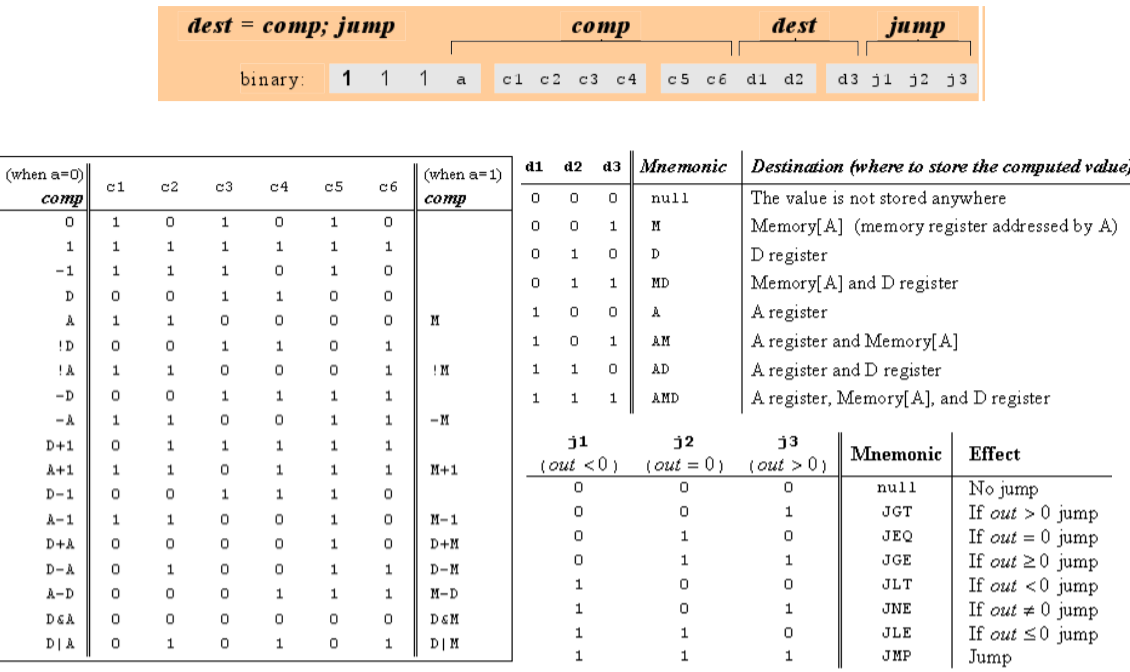 dest = comp; jump comp dest jump
binary: 1 1 1 a c1 c2 c3 c4 c5 c6 d1 d2 d3 j1 j2 j3
(when a=0) comp c1 c2 c3 c4 c5 c6 (when a=1) comp
0 1 0 1 0 1 0
1 1 1 1 1 1 1
-1 1 1 1 0 1 0
D 0 0 1 1 0 0
A 1 1 0 0 0 0 M
!D 0 0 1 1 0 1
!A 1 1 0 0 0 1 !M
-D 0 0 1 1 1 1
-A 1 1 0 0 1 1 -M
D+1 0 1 1 1 1 1
A+1 1 1 0 1 1 1 M+1
D-1 0 0 1 1 1 0
A-1 1 1 0 0 1 0 M-1
D+A 0 0 0 0 1 0 D+M
D-A 0 1 0 0 1 1 D-M
A-D 0 0 0 1 1 1 M-D
D&A 0 0 0 0 0 0 D&M
D|A 0 1 0 1 0 1 D|M
d1 d2 d3 Mnemonic Destination (where to store the computed value)
0 0 0 null The value is not stored anywhere
0 0 1 M Memory[A] (memory register addressed by A)
0 1 0 D D register
0 1 1 MD Memory[A] and D register
1 0 0 A A register
1 0 1 AM A register and Memory[A]
1 1 0 AD A register and D register
1 1 1 AMD A register, Memory[A], and D register
j1 j2 j3 Mnemonic Effect
(out < 0) (out = 0) (out > 0)
0 0 0 null No jump
0 0 1 JGT If out > 0 jump
0 1 0 JEQ If out = 0 jump
0 1 1 JGE If out ≥ 0 jump
1 0 0 JLT If out < 0 jump
1 0 1 JNE If out ≠ 0 jump
1 1 0 JLE If out ≤ 0 jump
1 1 1 JMP Jump